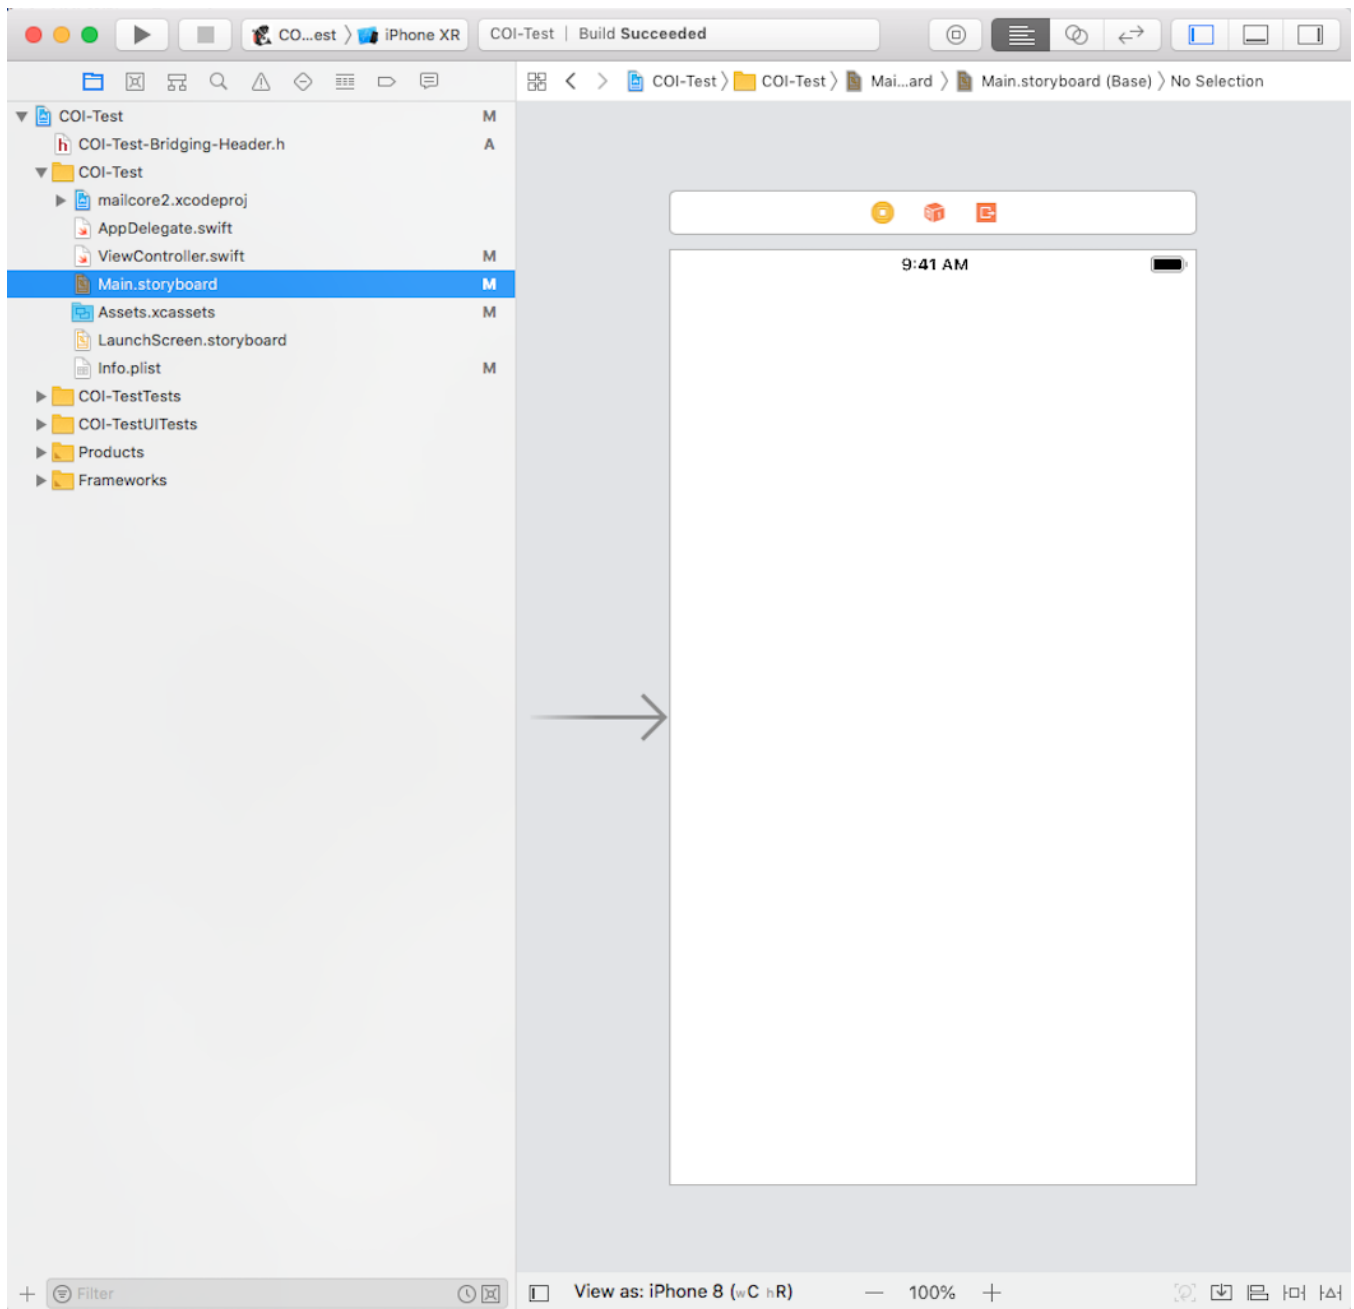 CO...est 〉 iPhone XR
COI-Test | Build Succeeded
COI-Test 〉 COI-Test 〉 Mai...ard 〉 Main.storyboard (Base) 〉 No Selection
COI-Test M
COI-Test-Bridging-Header.h A
COI-Test
mailcore2.xcodeproj
AppDelegate.swift
ViewController.swift M
Main.storyboard M
Assets.xcassets M
LaunchScreen.storyboard
Info.plist M
COI-TestTests
COI-TestUITests
Products
Frameworks
9:41 AM
Filter
View as: iPhone 8 (wC hR)
— 100% +